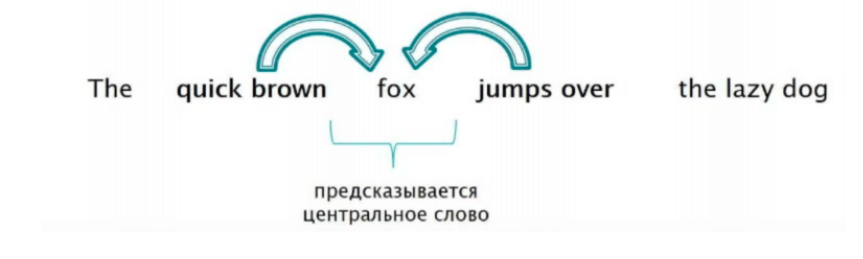 The quick brown fox jumps over the lazy dog
предсказывается
центральное слово